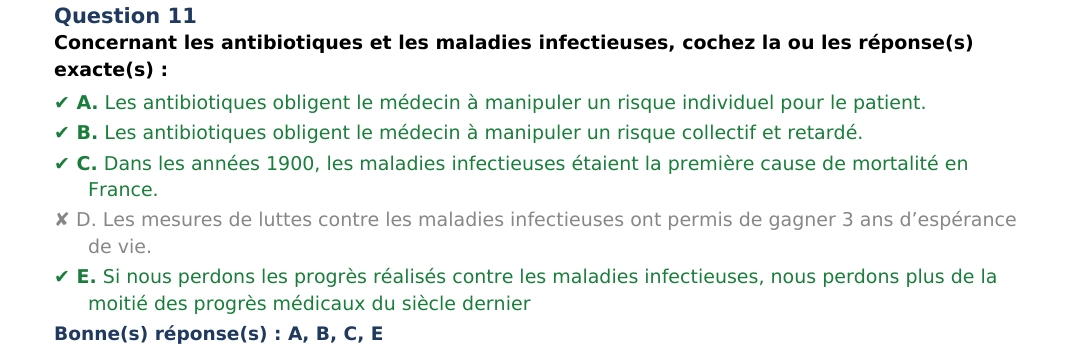 Question 11
Concernant les antibiotiques et les maladies infectieuses, cochez la ou les réponse(s)
exacte(s) :
✔ A. Les antibiotiques obligent le médecin à manipuler un risque individuel pour le patient.
✔ B. Les antibiotiques obligent le médecin à manipuler un risque collectif et retardé.
✔ C. Dans les années 1900, les maladies infectieuses étaient la première cause de mortalité en
France.
✘ D. Les mesures de luttes contre les maladies infectieuses ont permis de gagner 3 ans d’espérance
de vie.
✔ E. Si nous perdons les progrès réalisés contre les maladies infectieuses, nous perdons plus de la
moitié des progrès médicaux du siècle dernier
Bonne(s) réponse(s) : A, B, C, E